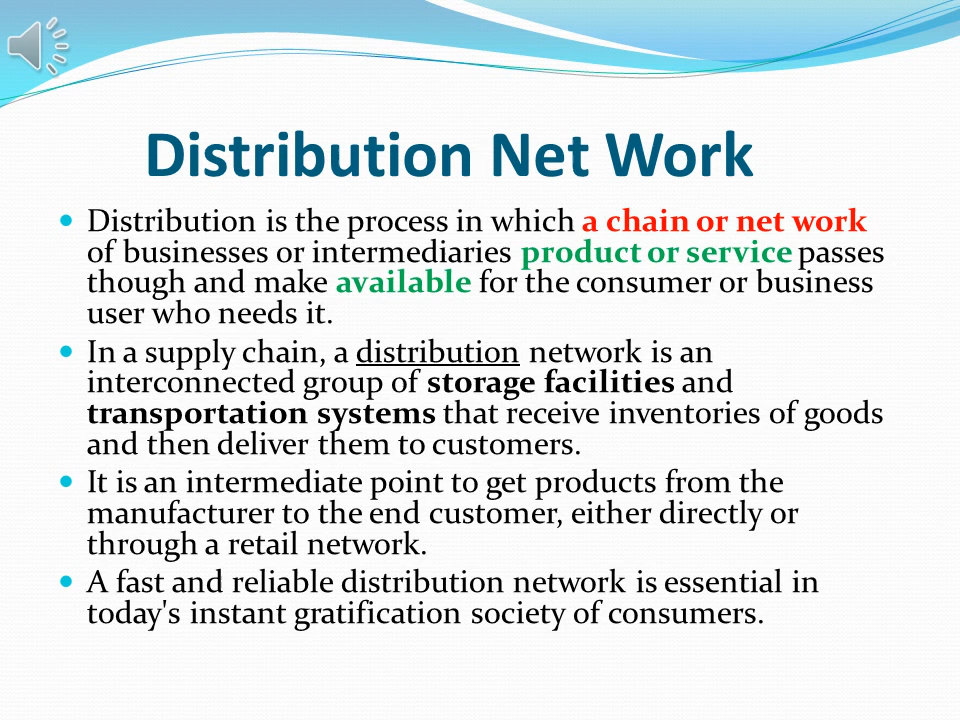 Distribution Net Work
• Distribution is the process in which a chain or net work
of businesses or intermediaries product or service passes
though and make available for the consumer or business
user who needs it.
• In a supply chain, a distribution network is an
interconnected group of storage facilities and
transportation systems that receive inventories of goods
and then deliver them to customers.
• It is an intermediate point to get products from the
manufacturer to the end customer, either directly or
through a retail network.
• A fast and reliable distribution network is essential in
today's instant gratification society of consumers.